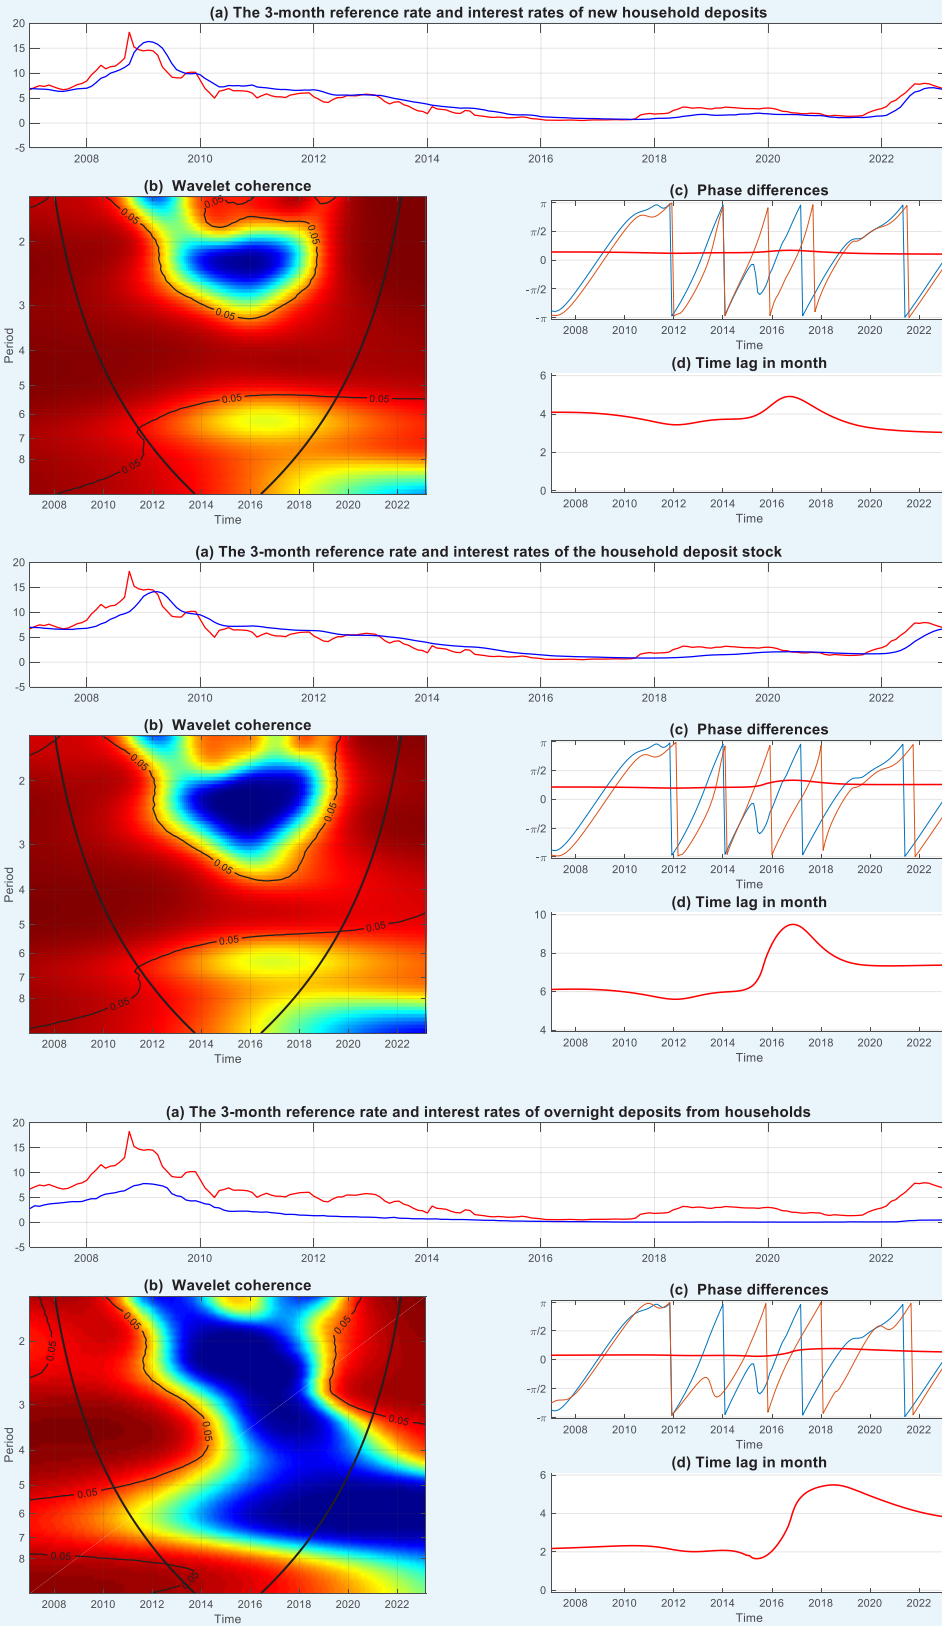 (a) The 3-month reference rate and interest rates of new household deposits
20
15
10
5
0
-5
2008 2010 2012 2014 2016 2018 2020 2022
(b) Wavelet coherence
Period
2
3
4
5
6
7
8
0.05
0.05
0.05
0.05
0.05
0.05
2008 2010 2012 2014 2016 2018 2020 2022
Time
(c) Phase differences
π
π/2
0
-π/2
-π
2008 2010 2012 2014 2016 2018 2020 2022
Time
(d) Time lag in month
6
4
2
0
2008 2010 2012 2014 2016 2018 2020 2022
Time
(a) The 3-month reference rate and interest rates of the household deposit stock
20
15
10
5
0
-5
2008 2010 2012 2014 2016 2018 2020 2022
(b) Wavelet coherence
Period
2
3
4
5
6
7
8
0.05
0.05
0.05
0.05
0.05
0.05
2008 2010 2012 2014 2016 2018 2020 2022
Time
(c) Phase differences
π
π/2
0
-π/2
-π
2008 2010 2012 2014 2016 2018 2020 2022
Time
(d) Time lag in month
10
8
6
4
2008 2010 2012 2014 2016 2018 2020 2022
Time
(a) The 3-month reference rate and interest rates of overnight deposits from households
20
15
10
5
0
-5
2008 2010 2012 2014 2016 2018 2020 2022
(b) Wavelet coherence
Period
2
3
4
5
6
7
8
0.05
0.05
0.05
0.05
0.05
0.05
0.05
0.05
2008 2010 2012 2014 2016 2018 2020 2022
Time
(c) Phase differences
π
π/2
0
-π/2
-π
2008 2010 2012 2014 2016 2018 2020 2022
Time
(d) Time lag in month
6
4
2
0
2008 2010 2012 2014 2016 2018 2020 2022
Time